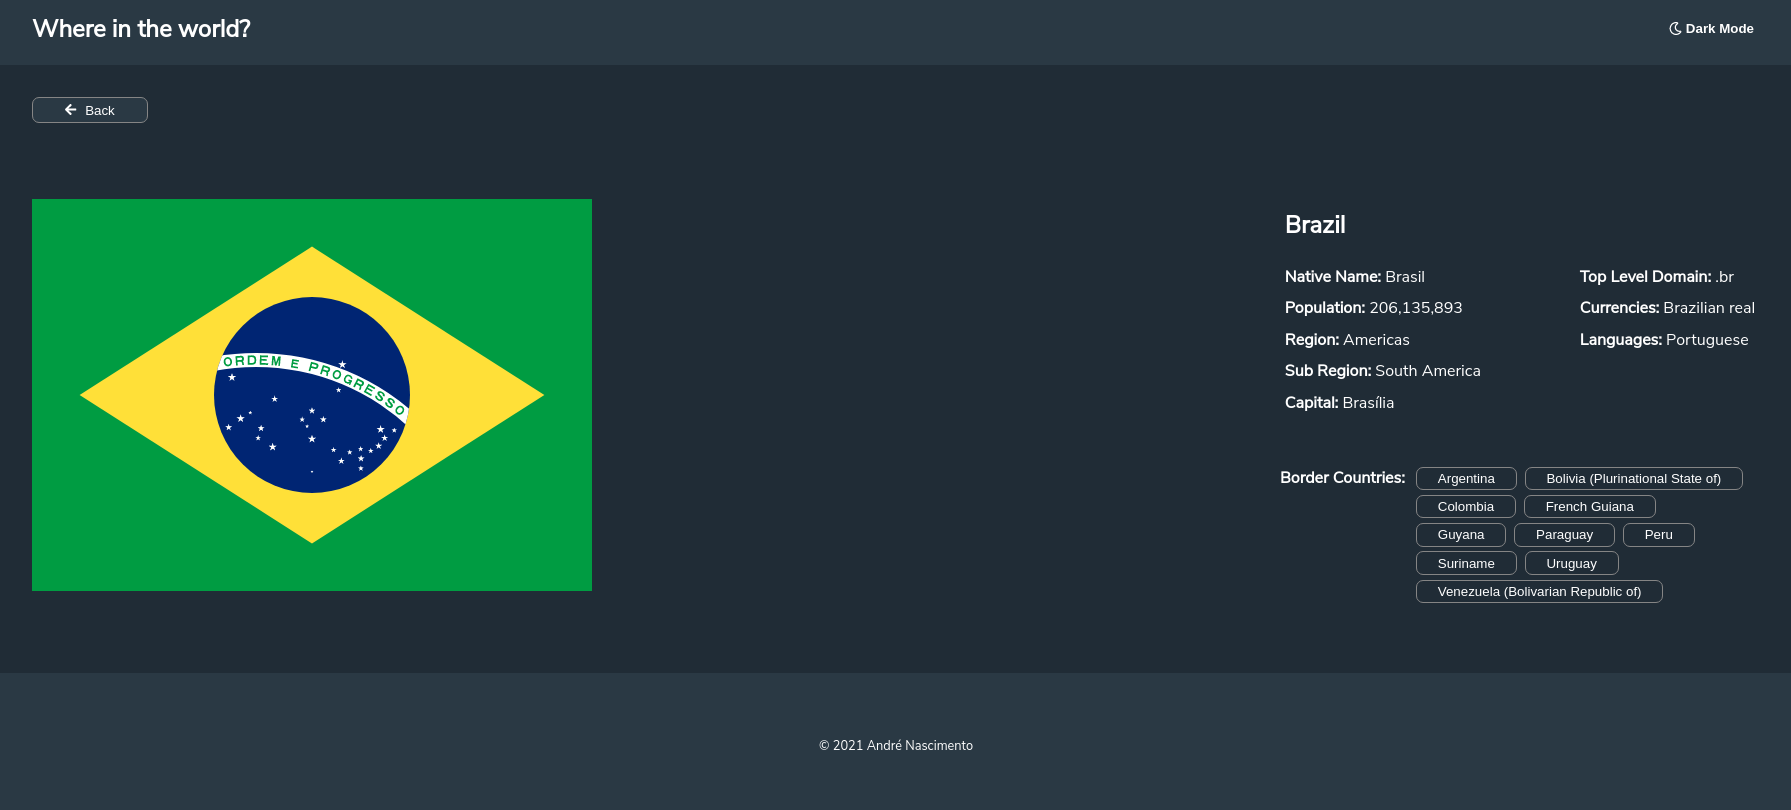 Where in the world?
Dark Mode
Back
ORDEM E PROGRESSO
Brazil
Native Name: Brasil
Population: 206,135,893
Region: Americas
Sub Region: South America
Capital: Brasília
Top Level Domain: .br
Currencies: Brazilian real
Languages: Portuguese
Border Countries:
Argentina Bolivia (Plurinational State of)
Colombia French Guiana
Guyana Paraguay Peru
Suriname Uruguay
Venezuela (Bolivarian Republic of)
© 2021 André Nascimento